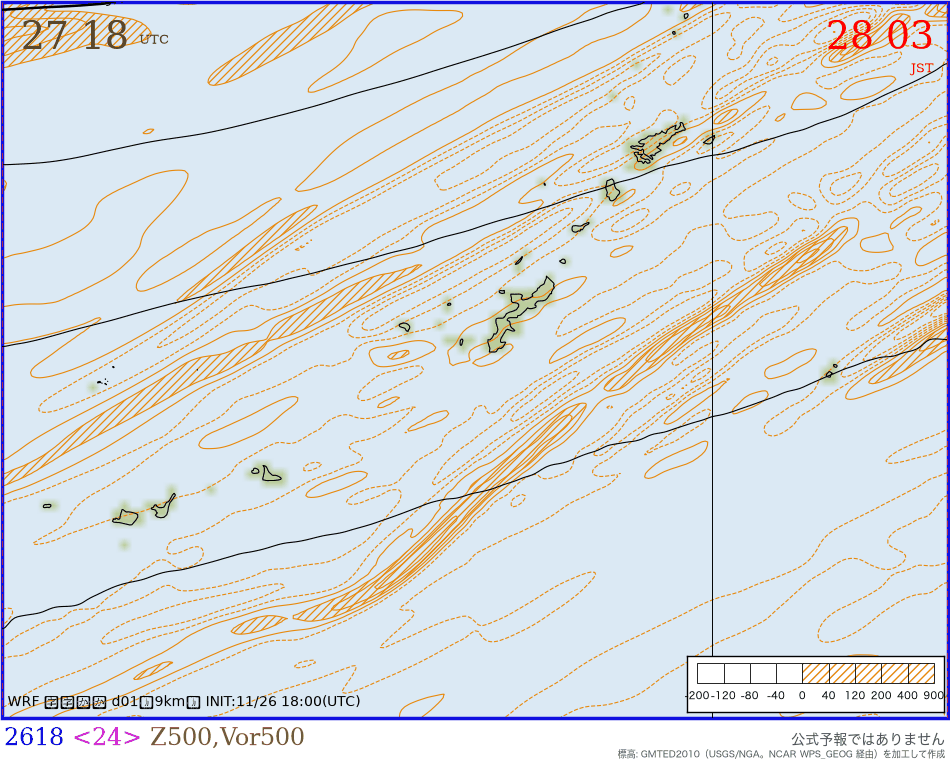 27 18 UTC
28 03
JST
WRF d01 9km INIT:11/26 18:00(UTC)
-200 -120 -80 -40 0 40 120 200 400 900
2618 <24> Z500,Vor500
公式予報ではありません
標高: GMTED2010（USGS/NGA。NCAR WPS_GEOG 経由）を加工して作成